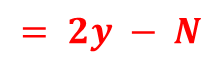 = 2y − N